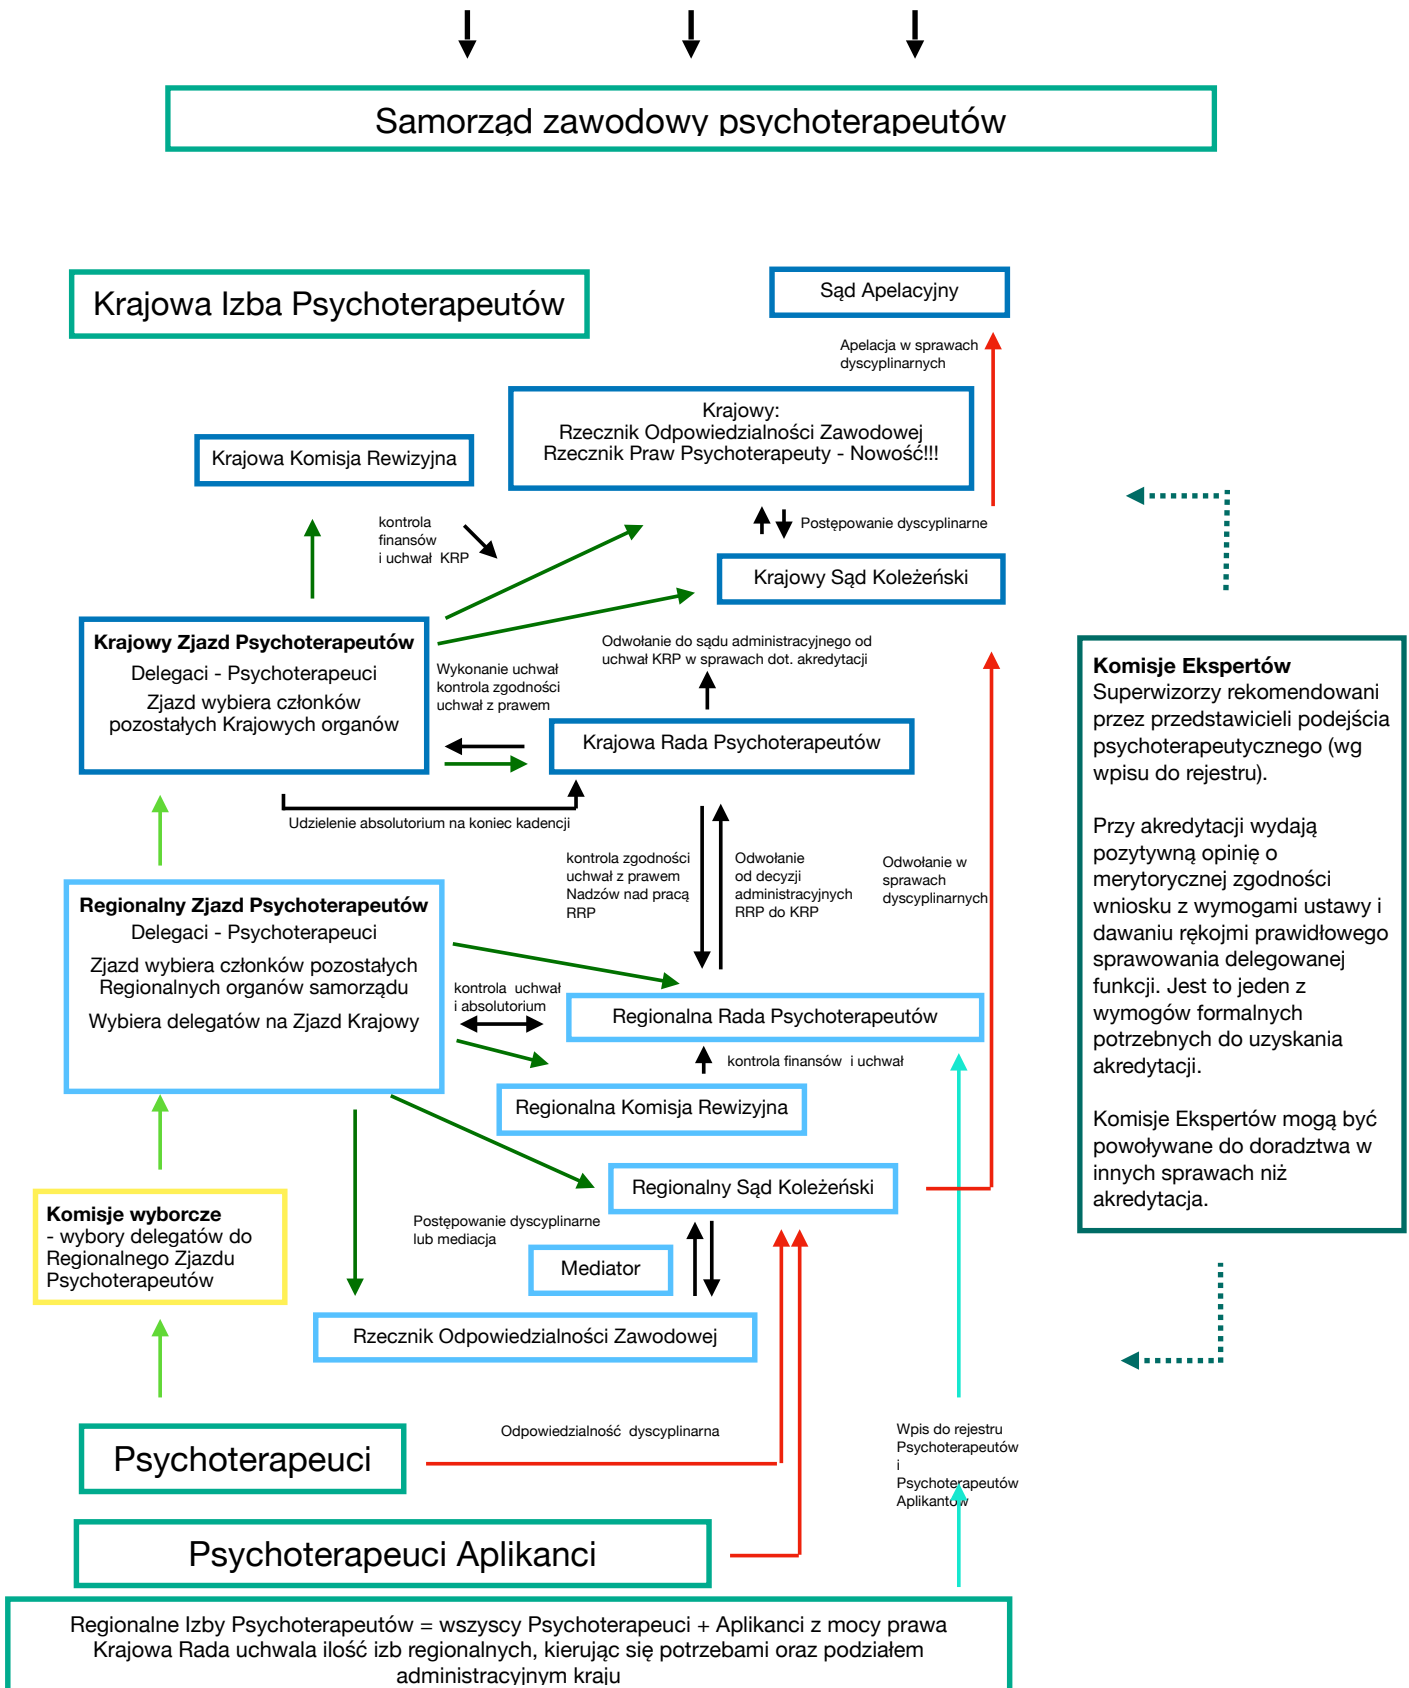 Samorząd zawodowy psychoterapeutów
Krajowa Izba Psychoterapeutów
Sąd Apelacyjny
Apelacja w sprawach
dyscyplinarnych
Krajowy:
Rzecznik Odpowiedzialności Zawodowej
Rzecznik Praw Psychoterapeuty - Nowość!!!
Krajowa Komisja Rewizyjna
kontrola
finansów
i uchwał KRP
Postępowanie dyscyplinarne
Krajowy Sąd Koleżeński
Krajowy Zjazd Psychoterapeutów
Delegaci - Psychoterapeuci
Zjazd wybiera członków
pozostałych Krajowych organów
Wykonanie uchwał
kontrola zgodności
uchwał z prawem
Odwołanie do sądu administracyjnego od
uchwał KRP w sprawach dot. akredytacji
Krajowa Rada Psychoterapeutów
Udzielenie absolutorium na koniec kadencji
Komisje Ekspertów
Superwizorzy rekomendowani
przez przedstawicieli podejścia
psychoterapeutycznego (wg
wpisu do rejestru).
Przy akredytacji wydają
pozytywną opinię o
merytorycznej zgodności
wniosku z wymogami ustawy i
dawaniu rękojmi prawidłowego
sprawowania delegowanej
funkcji. Jest to jeden z
wymogów formalnych
potrzebnych do uzyskania
akredytacji.
Komisje Ekspertów mogą być
powoływane do doradztwa w
innych sprawach niż
akredytacja.
kontrola zgodności
uchwał z prawem
Nadzów nad pracą
RRP
Odwołanie
od decyzji
administracyjnych
RRP do KRP
Odwołanie w
sprawach
dyscyplinarnych
Regionalny Zjazd Psychoterapeutów
Delegaci - Psychoterapeuci
Zjazd wybiera członków pozostałych
Regionalnych organów samorządu
Wybiera delegatów na Zjazd Krajowy
kontrola uchwał
i absolutorium
Regionalna Rada Psychoterapeutów
kontrola finansów i uchwał
Regionalna Komisja Rewizyjna
Regionalny Sąd Koleżeński
Komisje wyborcze
- wybory delegatów do
Regionalnego Zjazdu
Psychoterapeutów
Postępowanie dyscyplinarne
lub mediacja
Mediator
Rzecznik Odpowiedzialności Zawodowej
Psychoterapeuci
Odpowiedzialność dyscyplinarna
Wpis do rejestru
Psychoterapeutów
i
Psychoterapeutów
Aplikantów
Psychoterapeuci Aplikanci
Regionalne Izby Psychoterapeutów = wszyscy Psychoterapeuci + Aplikanci z mocy prawa
Krajowa Rada uchwala ilość izb regionalnych, kierując się potrzebami oraz podziałem
administracyjnym kraju